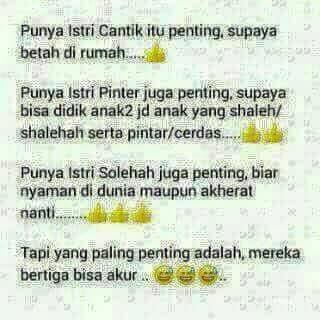 Punya Istri Cantik itu penting, supaya
betah di rumah.....👍
Punya Istri Pinter juga penting, supaya
bisa didik anak2 jd anak yang shaleh/
shalehah serta pintar/cerdas.....👍👍
Punya Istri Solehah juga penting, biar
nyaman di dunia maupun akherat
nanti........👍👍👍
Tapi yang paling penting adalah, mereka
bertiga bisa akur .. 😅😅😅..